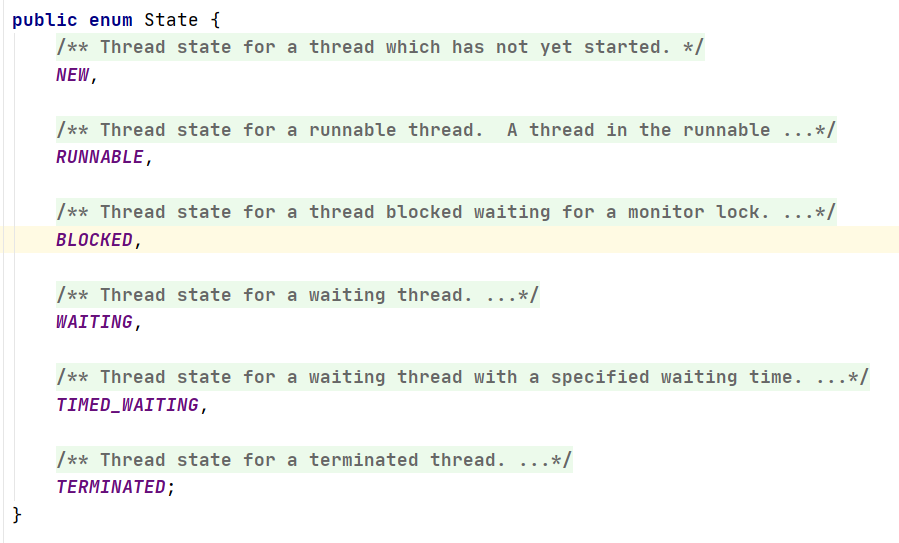 public enum State {
/** Thread state for a thread which has not yet started. */
NEW,
/** Thread state for a runnable thread.  A thread in the runnable ...*/
RUNNABLE,
/** Thread state for a thread blocked waiting for a monitor lock. ...*/
BLOCKED,
/** Thread state for a waiting thread. ...*/
WAITING,
/** Thread state for a waiting thread with a specified waiting time. ...*/
TIMED_WAITING,
/** Thread state for a terminated thread. ...*/
TERMINATED;
}